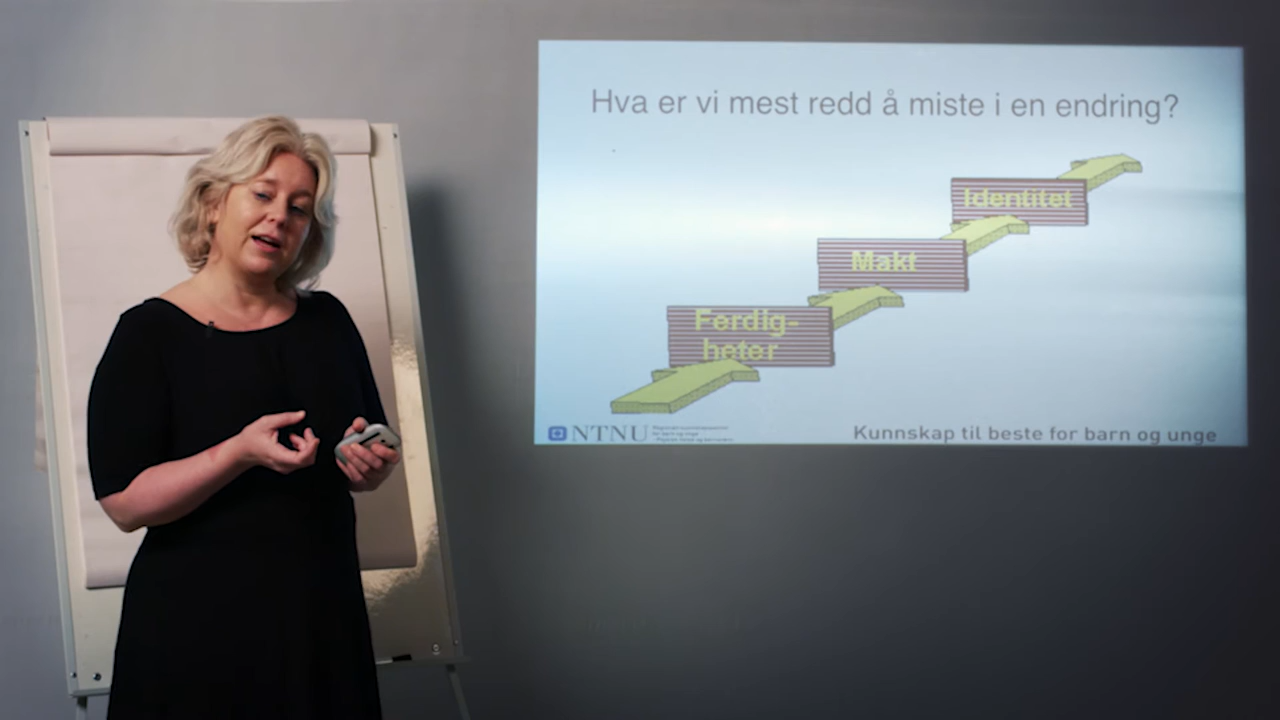 Hva er vi mest redd å miste i en endring?
Identitet
Makt
Ferdig-
heter
NTNU
Kunnskap til beste for barn og unge